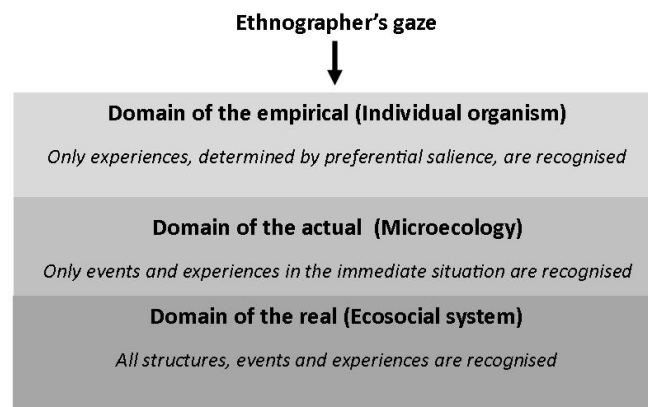 Ethnographer's gaze
Domain of the empirical (Individual organism)
Only experiences, determined by preferential salience, are recognised
Domain of the actual (Microecology)
Only events and experiences in the immediate situation are recognised
Domain of the real (Ecosocial system)
All structures, events and experiences are recognised